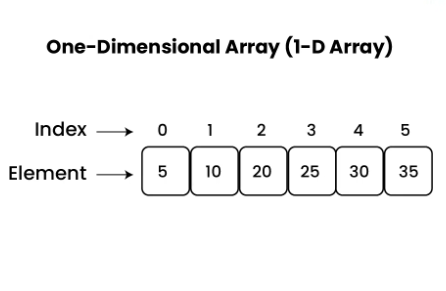 One-Dimensional Array (1-D Array)
Index 0 1 2 3 4 5
Element 5 10 20 25 30 35